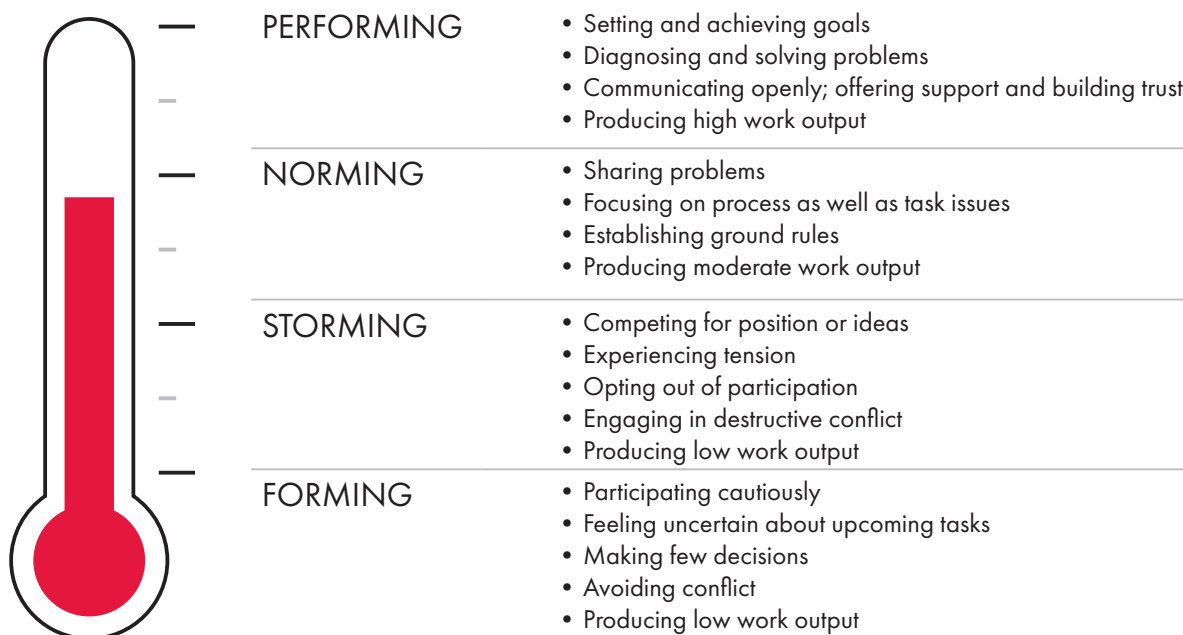 PERFORMING
• Setting and achieving goals
• Diagnosing and solving problems
• Communicating openly; offering support and building trust
• Producing high work output
NORMING
• Sharing problems
• Focusing on process as well as task issues
• Establishing ground rules
• Producing moderate work output
STORMING
• Competing for position or ideas
• Experiencing tension
• Opting out of participation
• Engaging in destructive conflict
• Producing low work output
FORMING
• Participating cautiously
• Feeling uncertain about upcoming tasks
• Making few decisions
• Avoiding conflict
• Producing low work output